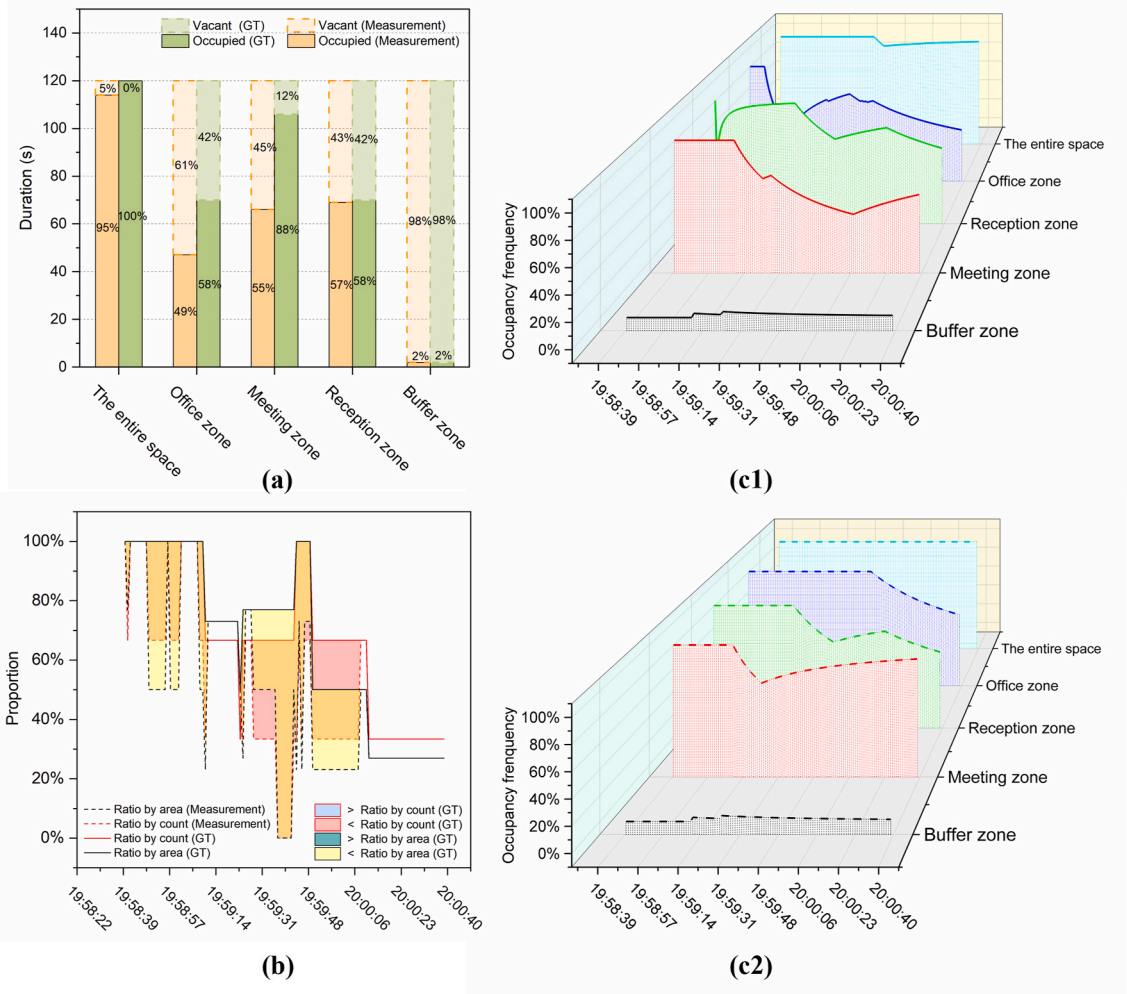 140
120
100
80
60
40
20
0
Duration (s)
Vacant (GT)
Vacant (Measurement)
Occupied (GT)
Occupied (Measurement)
5%
0%
95%
100%
61%
42%
49%
58%
45%
12%
55%
88%
43%
42%
57%
58%
98%
98%
2%
2%
The entire space
Office zone
Meeting zone
Reception zone
Buffer zone
(a)
Occupancy frenquency
100%
80%
60%
40%
20%
0%
The entire space
Office zone
Reception zone
Meeting zone
Buffer zone
19:58:39
19:58:57
19:59:14
19:59:31
19:59:48
20:00:06
20:00:23
20:00:40
(c1)
Proportion
100%
80%
60%
40%
20%
0%
Ratio by area (Measurement)
Ratio by count (Measurement)
Ratio by count (GT)
Ratio by area (GT)
> Ratio by count (GT)
< Ratio by count (GT)
> Ratio by area (GT)
< Ratio by area (GT)
19:58:22
19:58:39
19:58:57
19:59:14
19:59:31
19:59:48
20:00:06
20:00:23
20:00:40
(b)
Occupancy frenquency
100%
80%
60%
40%
20%
0%
The entire space
Office zone
Reception zone
Meeting zone
Buffer zone
19:58:39
19:58:57
19:59:14
19:59:31
19:59:48
20:00:06
20:00:23
20:00:40
(c2)